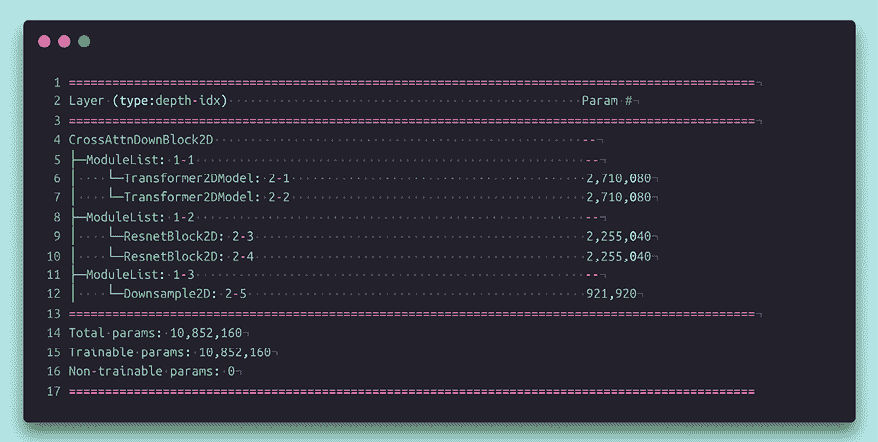 1 ===============================================================================================
2 Layer (type:depth-idx) Param #
3 ===============================================================================================
4 CrossAttnDownBlock2D --
5 ├─ModuleList: 1-1 --
6 │ └─Transformer2DModel: 2-1 2,710,080
7 │ └─Transformer2DModel: 2-2 2,710,080
8 ├─ModuleList: 1-2 --
9 │ └─ResnetBlock2D: 2-3 2,255,040
10 │ └─ResnetBlock2D: 2-4 2,255,040
11 ├─ModuleList: 1-3 --
12 │ └─Downsample2D: 2-5 921,920
13 ===============================================================================================
14 Total params: 10,852,160
15 Trainable params: 10,852,160
16 Non-trainable params: 0
17 ===============================================================================================